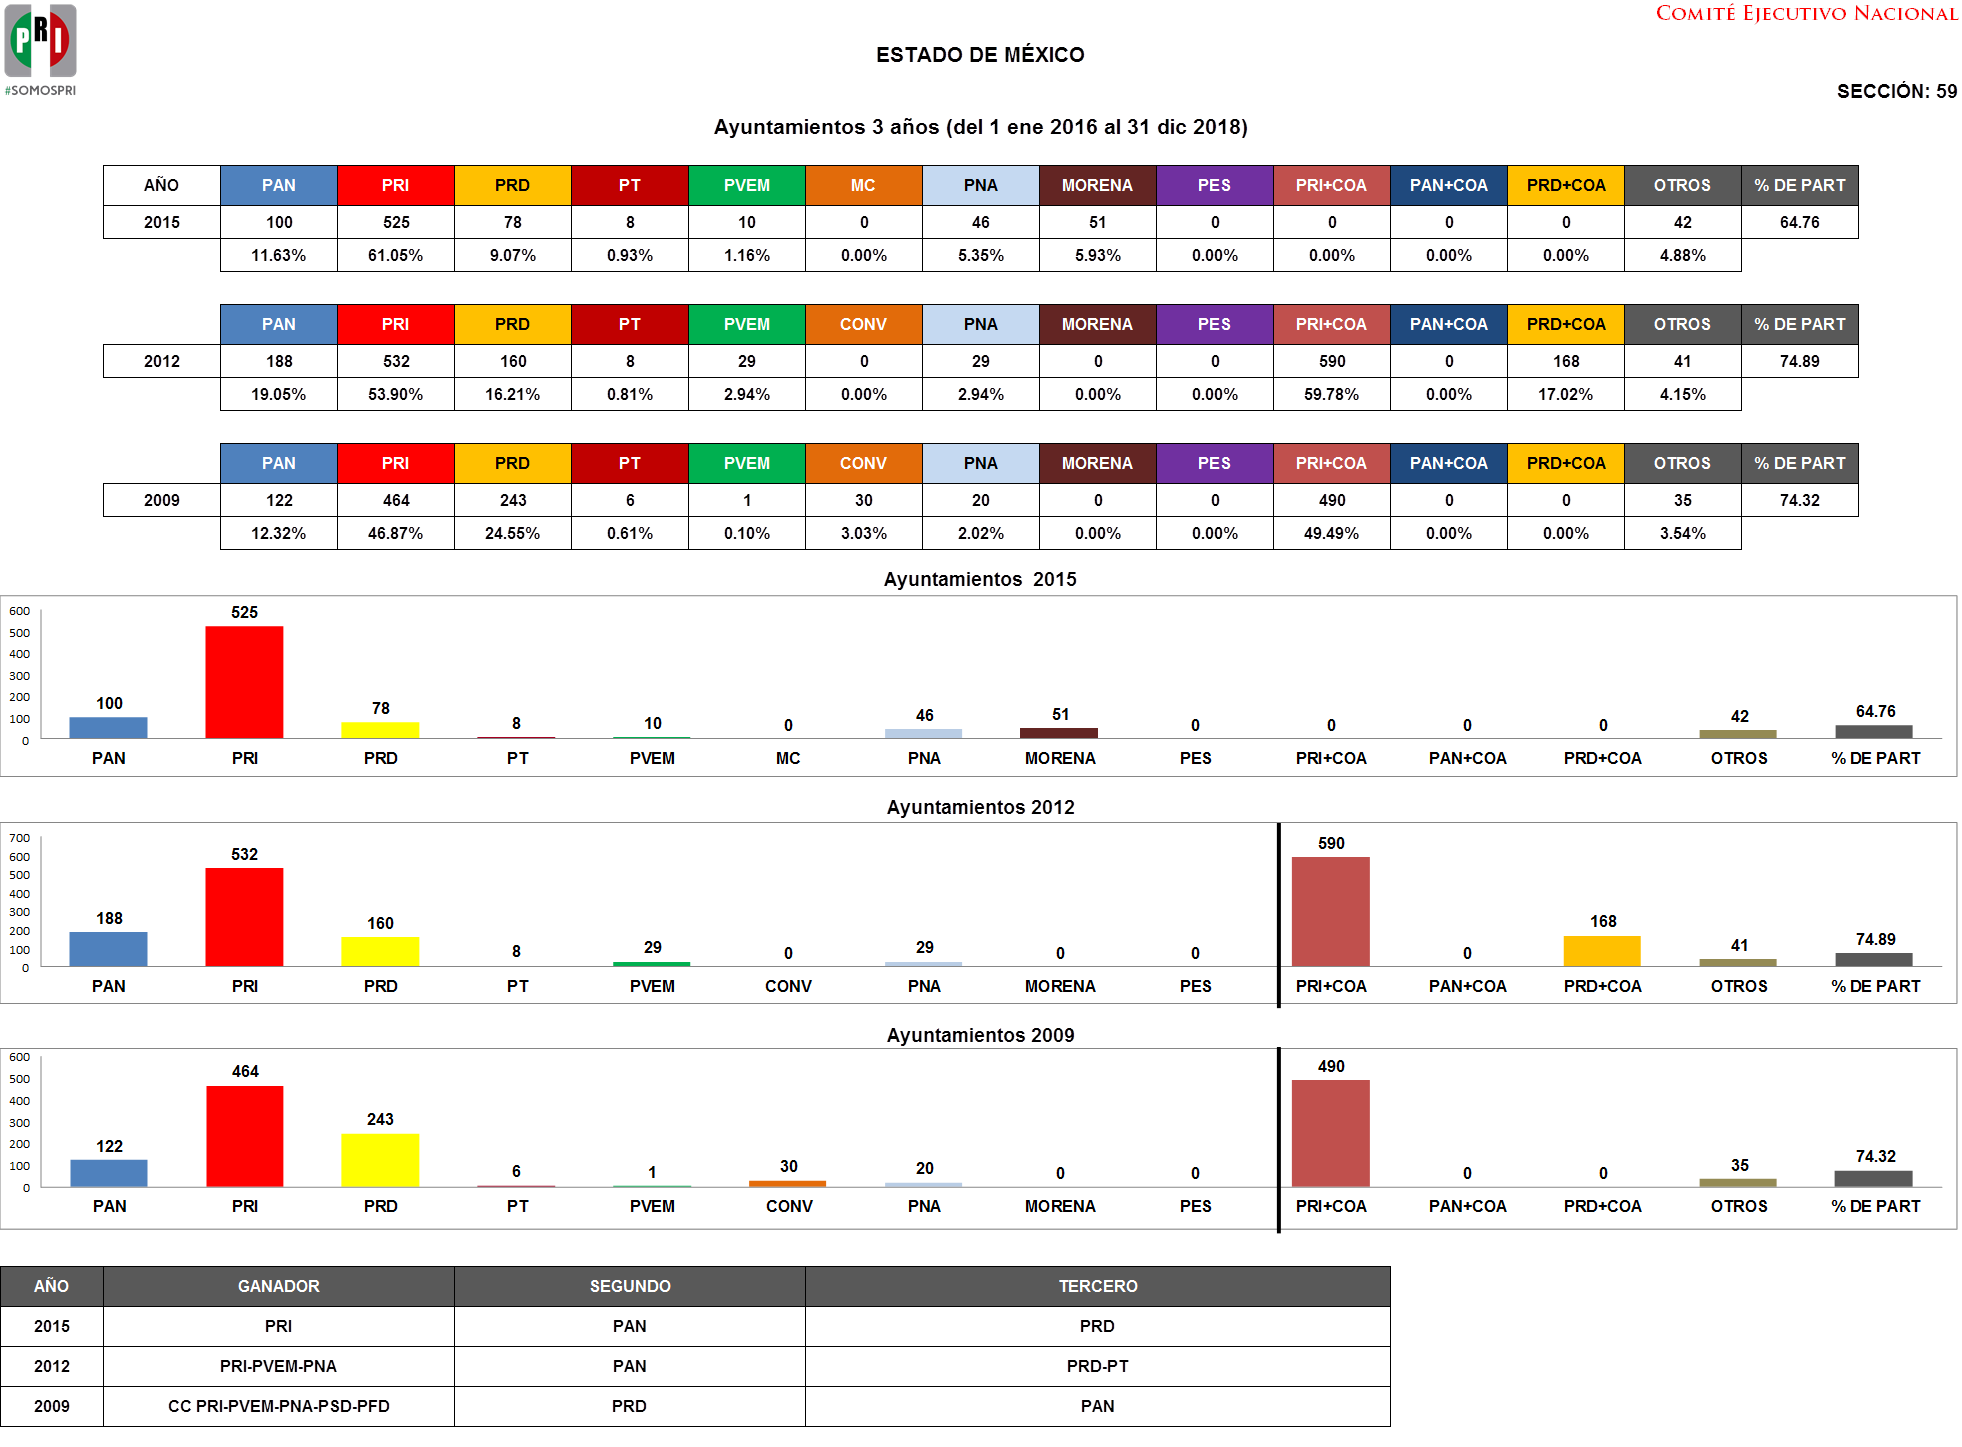 PRI
#SOMOSPRI
COMITÉ EJECUTIVO NACIONAL
ESTADO DE MÉXICO
SECCIÓN: 59
Ayuntamientos 3 años (del 1 ene 2016 al 31 dic 2018)
AÑO PAN PRI PRD PT PVEM MC PNA MORENA PES PRI+COA PAN+COA PRD+COA OTROS % DE PART
2015 100 525 78 8 10 0 46 51 0 0 0 0 42 64.76
11.63% 61.05% 9.07% 0.93% 1.16% 0.00% 5.35% 5.93% 0.00% 0.00% 0.00% 0.00% 4.88%
PAN PRI PRD PT PVEM CONV PNA MORENA PES PRI+COA PAN+COA PRD+COA OTROS % DE PART
2012 188 532 160 8 29 0 29 0 0 590 0 168 41 74.89
19.05% 53.90% 16.21% 0.81% 2.94% 0.00% 2.94% 0.00% 0.00% 59.78% 0.00% 17.02% 4.15%
PAN PRI PRD PT PVEM CONV PNA MORENA PES PRI+COA PAN+COA PRD+COA OTROS % DE PART
2009 122 464 243 6 1 30 20 0 0 490 0 0 35 74.32
12.32% 46.87% 24.55% 0.61% 0.10% 3.03% 2.02% 0.00% 0.00% 49.49% 0.00% 0.00% 3.54%
Ayuntamientos 2015
600
500
400
300
200
100
0
100 525 78 8 10 0 46 51 0 0 0 0 42 64.76
PAN PRI PRD PT PVEM MC PNA MORENA PES PRI+COA PAN+COA PRD+COA OTROS % DE PART
Ayuntamientos 2012
700
600
500
400
300
200
100
0
188 532 160 8 29 0 29 0 0 590 0 168 41 74.89
PAN PRI PRD PT PVEM CONV PNA MORENA PES PRI+COA PAN+COA PRD+COA OTROS % DE PART
Ayuntamientos 2009
600
500
400
300
200
100
0
122 464 243 6 1 30 20 0 0 490 0 0 35 74.32
PAN PRI PRD PT PVEM CONV PNA MORENA PES PRI+COA PAN+COA PRD+COA OTROS % DE PART
AÑO GANADOR SEGUNDO TERCERO
2015 PRI PAN PRD
2012 PRI-PVEM-PNA PAN PRD-PT
2009 CC PRI-PVEM-PNA-PSD-PFD PRD PAN